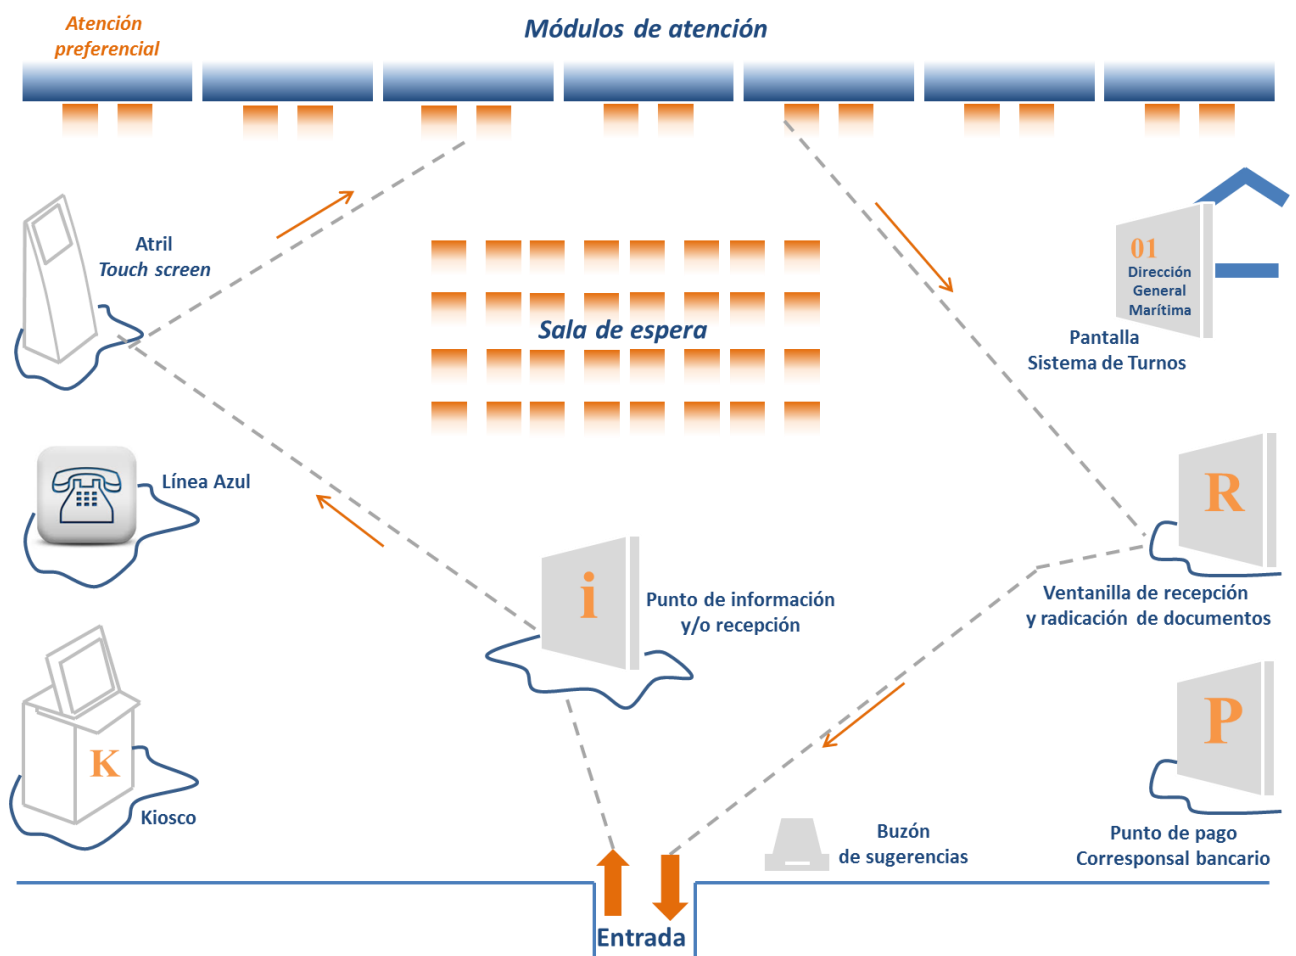 Atención
preferencial
Módulos de atención
Atril
Touch screen
01
Dirección
General
Marítima
Pantalla
Sistema de Turnos
Sala de espera
Línea Azul
R
Ventanilla de recepción
y radicación de documentos
i
Punto de información
y/o recepción
K
Kiosco
P
Punto de pago
Corresponsal bancario
Buzón
de sugerencias
Entrada